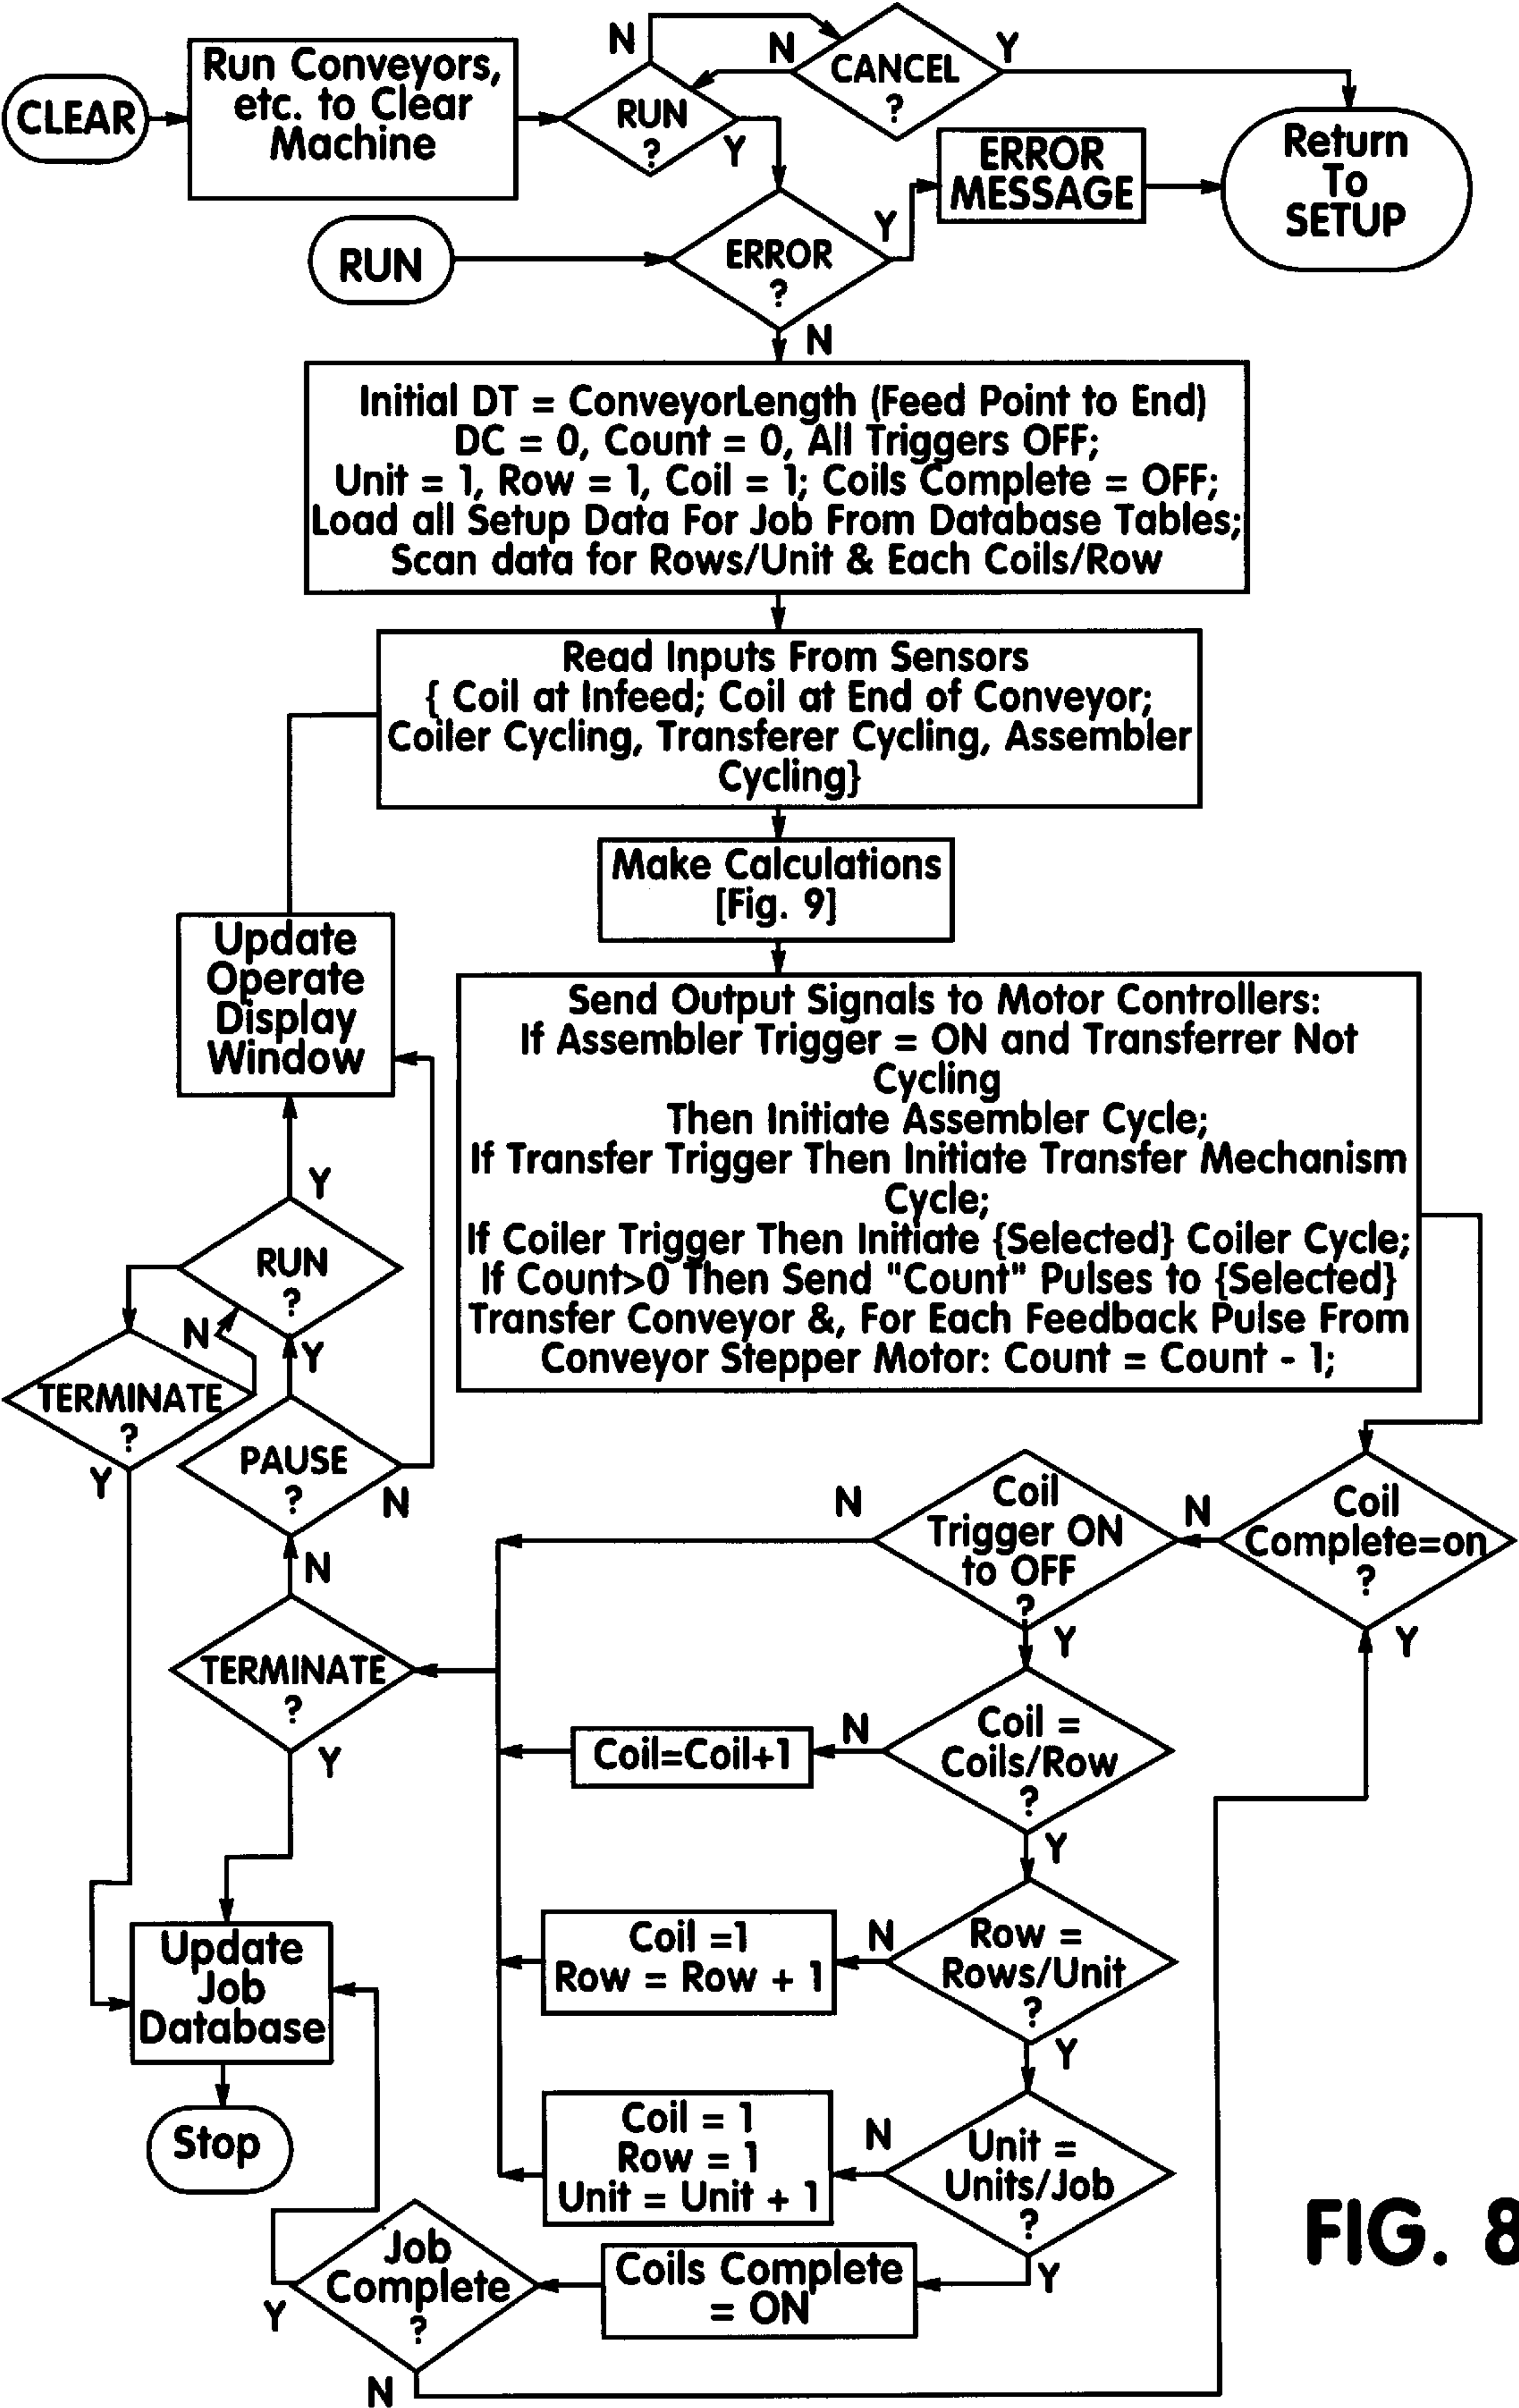 CLEAR
Run Conveyors,
etc. to Clear
Machine
N
RUN
?
Y
N
CANCEL
?
Y
ERROR
MESSAGE
Return
To
SETUP
RUN
ERROR
?
Y
N
Initial DT = ConveyorLength (Feed Point to End)
DC = 0, Count = 0, All Triggers OFF;
Unit = 1, Row = 1, Coil = 1; Coils Complete = OFF;
Load all Setup Data For Job From Database Tables;
Scan data for Rows/Unit & Each Coils/Row
Read Inputs From Sensors
{ Coil at Infeed; Coil at End of Conveyor;
Coiler Cycling, Transferer Cycling, Assembler
Cycling}
Make Calculations
[Fig. 9]
Update
Operate
Display
Window
Send Output Signals to Motor Controllers:
If Assembler Trigger = ON and Transferrer Not
Cycling
Then Initiate Assembler Cycle;
If Transfer Trigger Then Initiate Transfer Mechanism
Cycle;
If Coiler Trigger Then Initiate {Selected} Coiler Cycle;
If Count>0 Then Send "Count" Pulses to {Selected}
Transfer Conveyor &, For Each Feedback Pulse From
Conveyor Stepper Motor: Count = Count - 1;
Y
RUN
?
N
Y
TERMINATE
?
Y
PAUSE
?
N
N
TERMINATE
?
Y
N
Coil
Trigger ON
to OFF
?
Y
N
Coil
Complete=on
?
Y
Coil=Coil+1
N
Coil =
Coils/Row
?
Y
Coil =1
Row = Row + 1
N
Row =
Rows/Unit
?
Y
Update
Job
Database
Stop
Coil = 1
Row = 1
Unit = Unit + 1
N
Unit =
Units/Job
?
Y
Job
Complete
?
Y
N
Coils Complete
= ON
FIG. 8